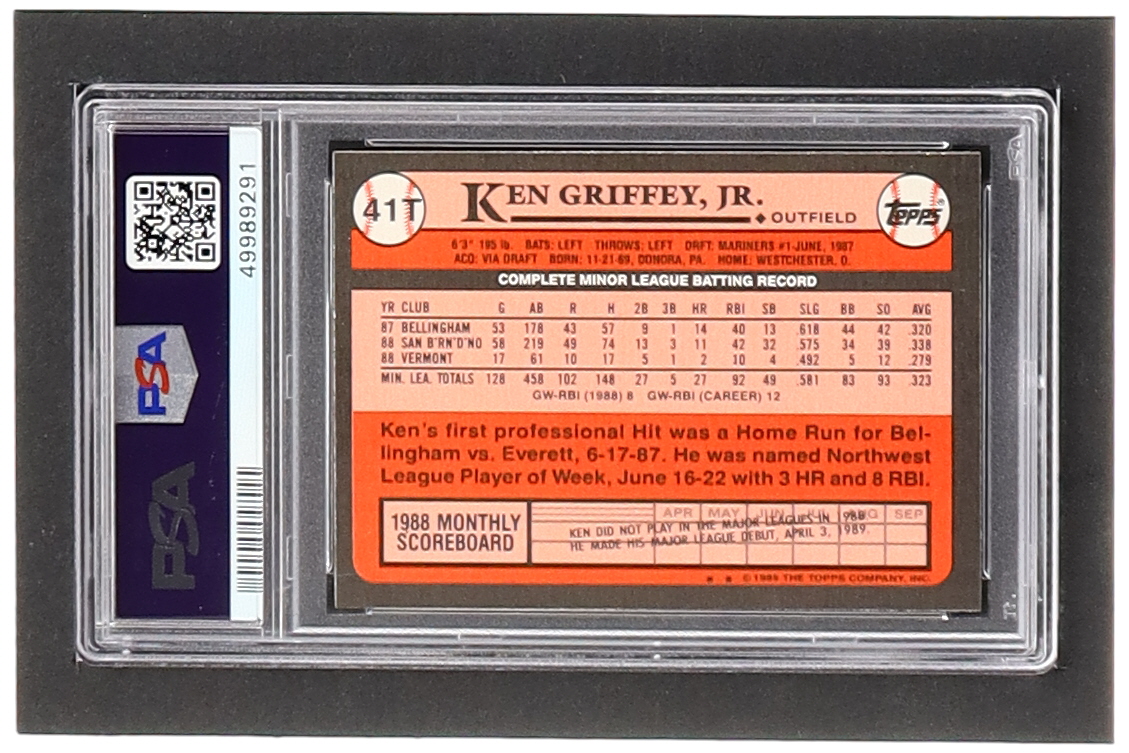 PSA
49989291
PSA
PSA
41T
KEN GRIFFEY, JR.
OUTFIELD
Topps®
6'3" 195 lb. BATS: LEFT THROWS: LEFT DRFT: MARINERS #1-JUNE, 1987
ACQ: VIA DRAFT BORN: 11-21-69, DONORA, PA. HOME: WESTCHESTER, O.
COMPLETE MINOR LEAGUE BATTING RECORD
YR CLUB G AB R H 2B 3B HR RBI SB SLG BB SO AVG
87 BELLINGHAM 53 178 43 57 9 1 14 40 13 .618 44 42 .320
88 SAN B'RN'D'NO 58 219 49 74 13 3 11 42 32 .575 34 39 .338
88 VERMONT 17 61 10 17 5 1 2 10 4 .492 5 12 .279
MIN. LEA. TOTALS 128 458 102 148 27 5 27 92 49 .581 83 93 .323
GW-RBI (1988) 8 GW-RBI (CAREER) 12
Ken's first professional Hit was a Home Run for Bel-
lingham vs. Everett, 6-17-87. He was named Northwest
League Player of Week, June 16-22 with 3 HR and 8 RBI.
1988 MONTHLY
SCOREBOARD
APR MAY JUN JUL AUG SEP
KEN DID NOT PLAY IN THE MAJOR LEAGUES IN 1988.
HE MADE HIS MAJOR LEAGUE DEBUT, APRIL 3, 1989.
* * © 1989 THE TOPPS COMPANY, INC.
PSA